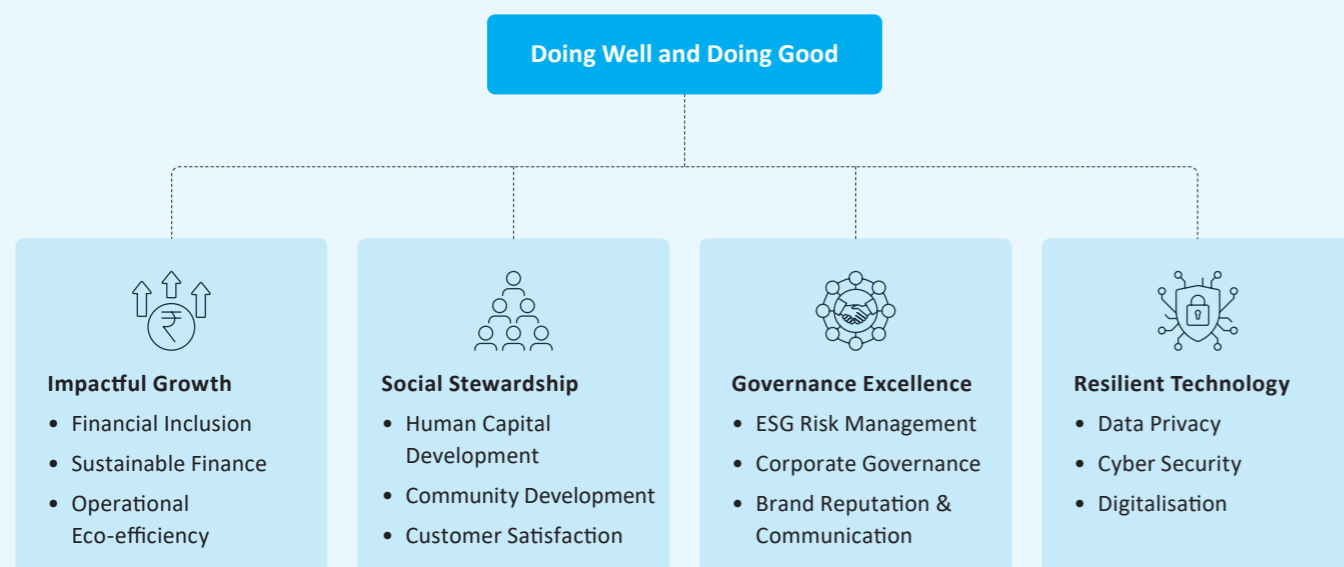 Doing Well and Doing Good
₹
Impactful Growth
• Financial Inclusion
• Sustainable Finance
• Operational
Eco-efficiency
Social Stewardship
• Human Capital
Development
• Community Development
• Customer Satisfaction
Governance Excellence
• ESG Risk Management
• Corporate Governance
• Brand Reputation &
Communication
Resilient Technology
• Data Privacy
• Cyber Security
• Digitalisation